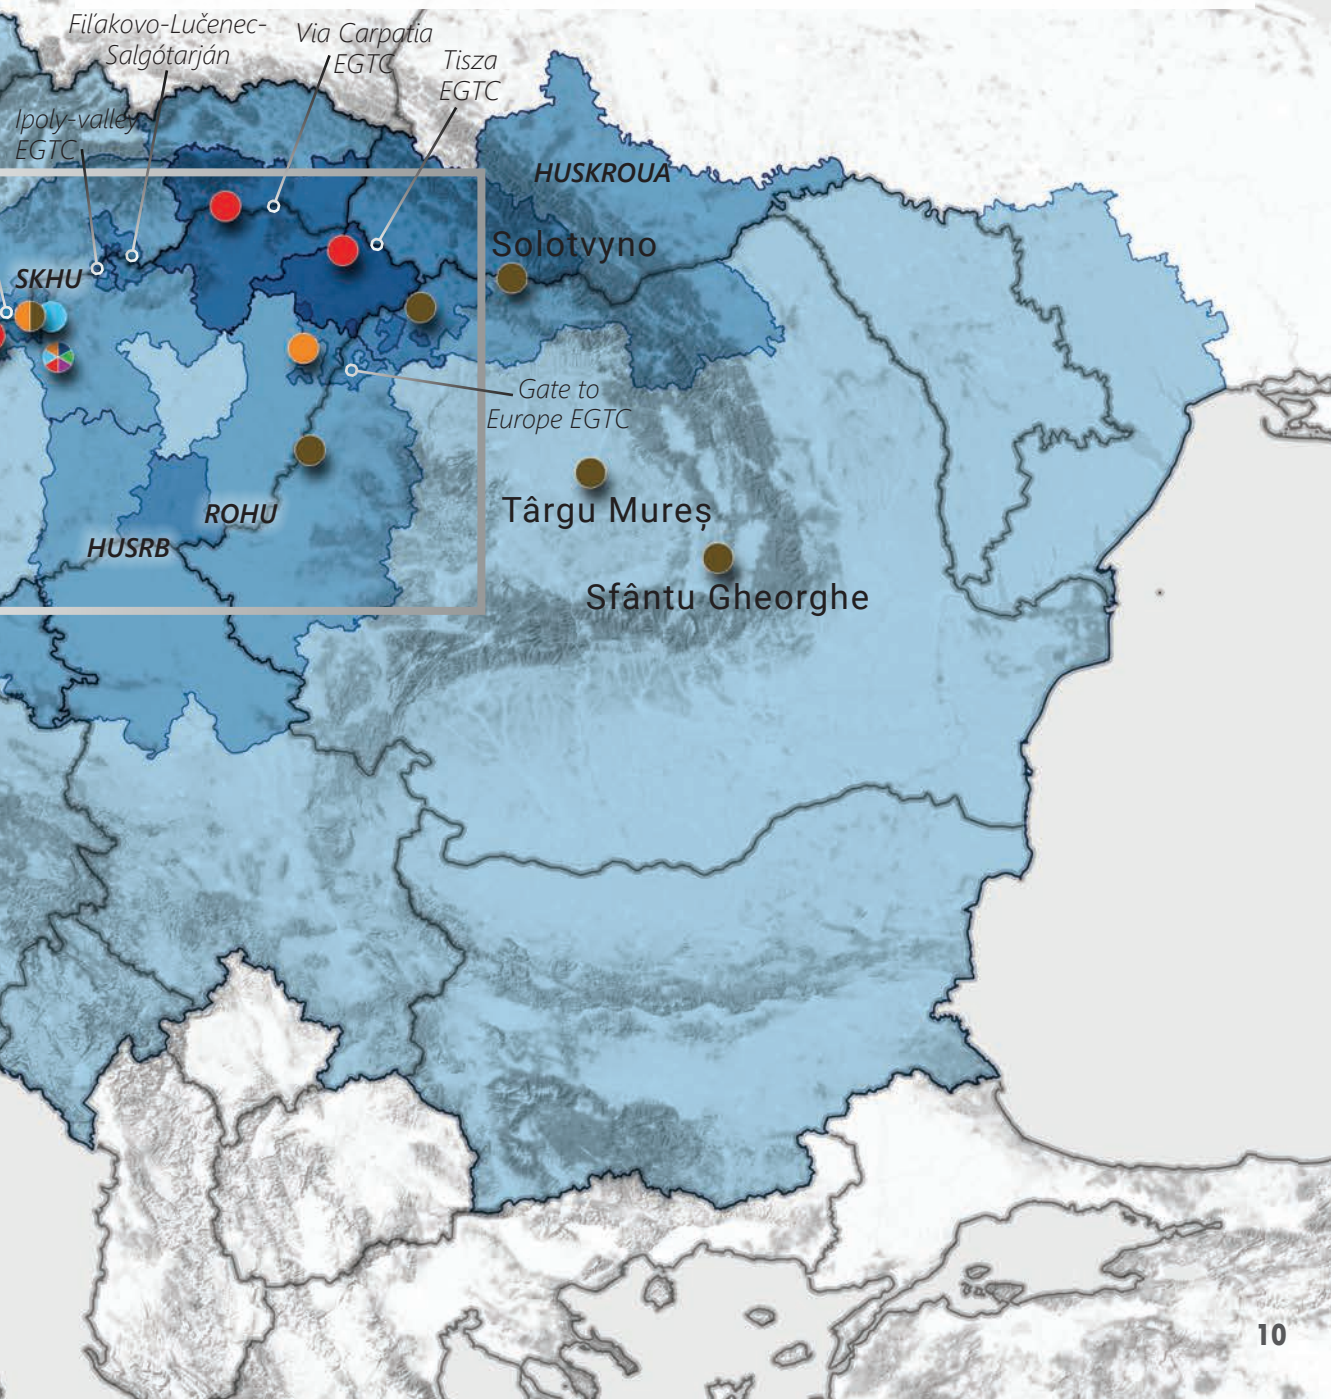 Fiľakovo-Lučenec-
Salgótarján
Via Carpatia
EGTC
Tisza
EGTC
Ipoly-valley
EGTC
HUSKROUA
Solotvyno
SKHU
Gate to
Europe EGTC
ROHU
HUSRB
Târgu Mureș
Sfântu Gheorghe
10